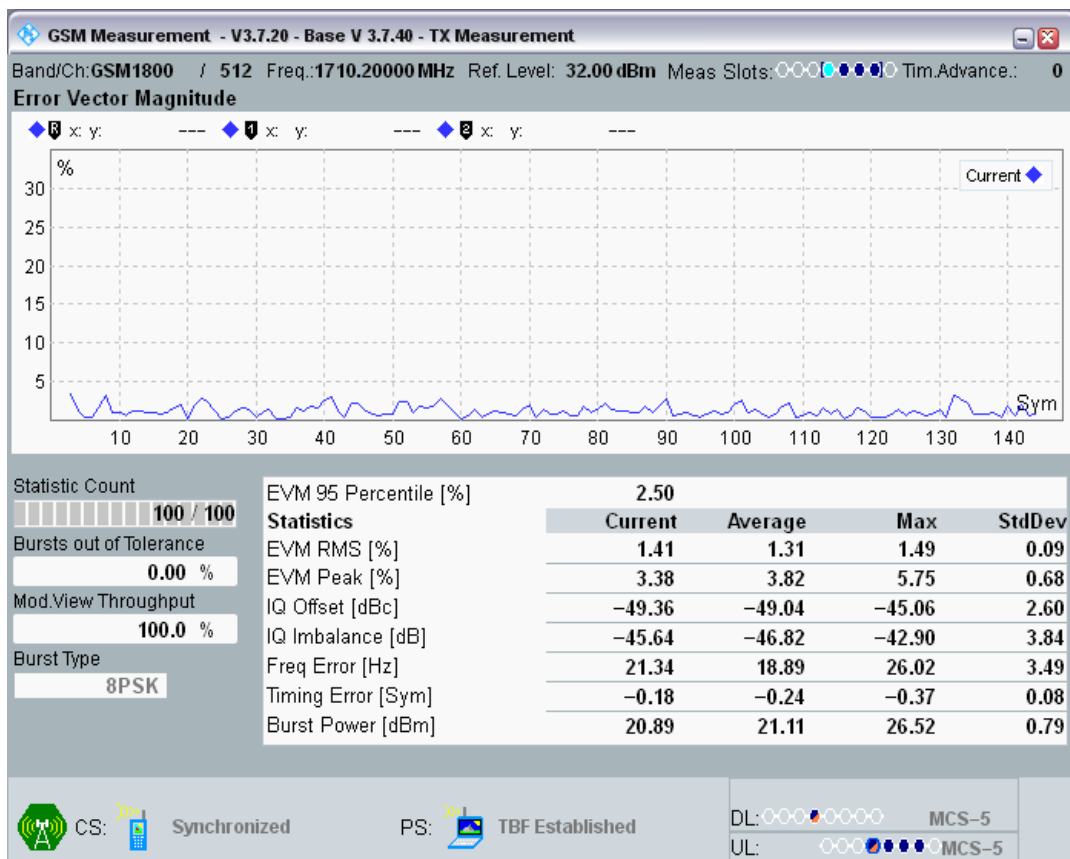 GSM Measurement - V3.7.20 - Base V 3.7.40 - TX Measurement
Band/Ch:GSM1800 / 512 Freq.:1710.20000 MHz Ref. Level: 32.00 dBm Meas Slots: Tim.Advance.: 0
Error Vector Magnitude
R x: y: --- 1 x: y: --- 2 x: y: ---
%
Current
30
25
20
15
10
5
Sym
10 20 30 40 50 60 70 80 90 100 110 120 130 140
Statistic Count
100 / 100
Bursts out of Tolerance
0.00 %
Mod.View Throughput
100.0 %
Burst Type
8PSK
EVM 95 Percentile [%] 2.50
Statistics Current Average Max StdDev
EVM RMS [%] 1.41 1.31 1.49 0.09
EVM Peak [%] 3.38 3.82 5.75 0.68
IQ Offset [dBc] −49.36 −49.04 −45.06 2.60
IQ Imbalance [dB] −45.64 −46.82 −42.90 3.84
Freq Error [Hz] 21.34 18.89 26.02 3.49
Timing Error [Sym] −0.18 −0.24 −0.37 0.08
Burst Power [dBm] 20.89 21.11 26.52 0.79
CS: Synchronized PS: TBF Established
DL: MCS−5
UL: MCS−5